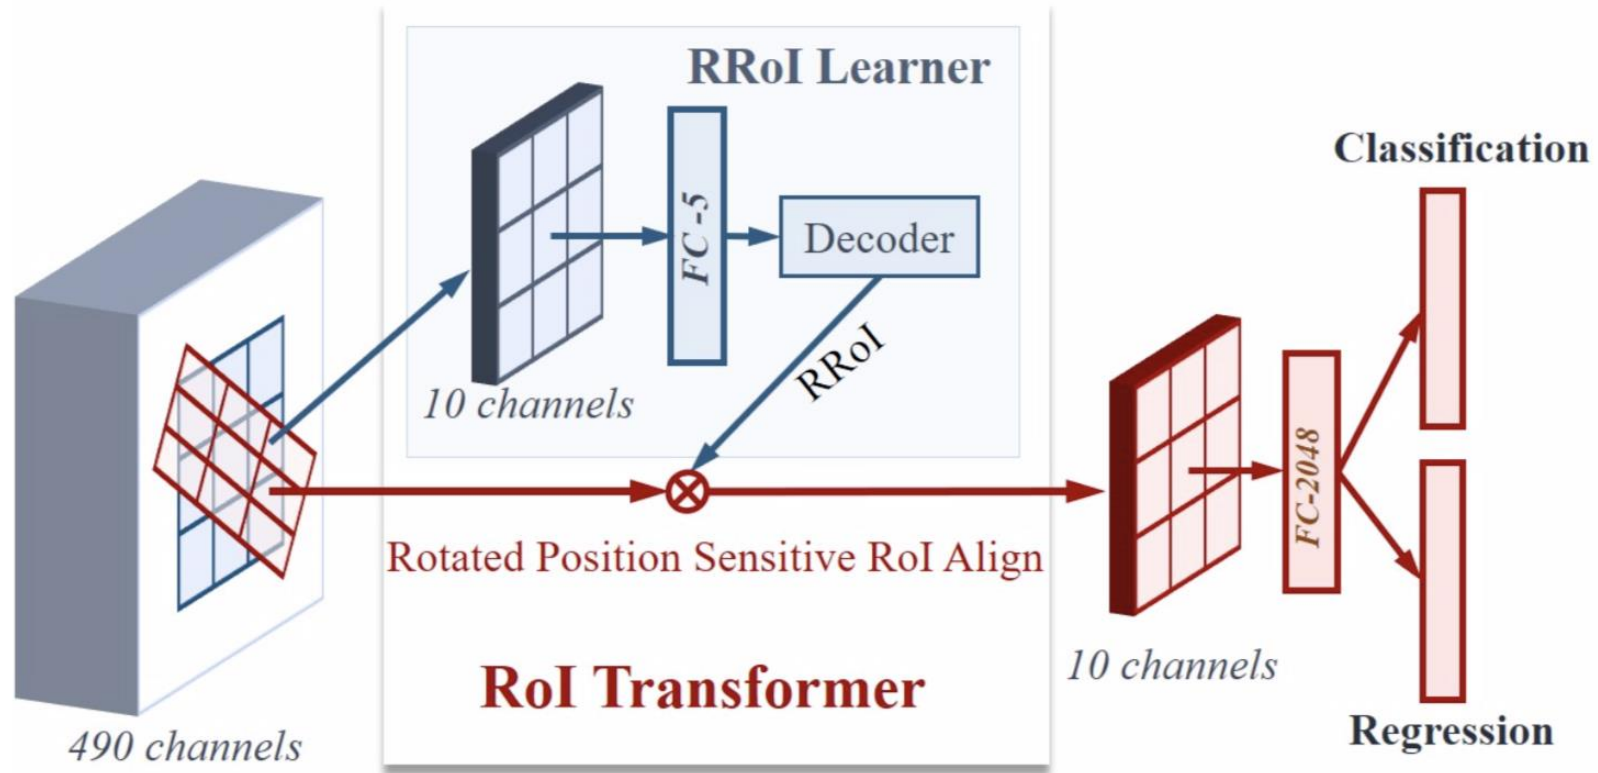 RRoI Learner
Classification
FC -5
Decoder
RRoI
10 channels
FC-2048
Rotated Position Sensitive RoI Align
10 channels
RoI Transformer
Regression
490 channels